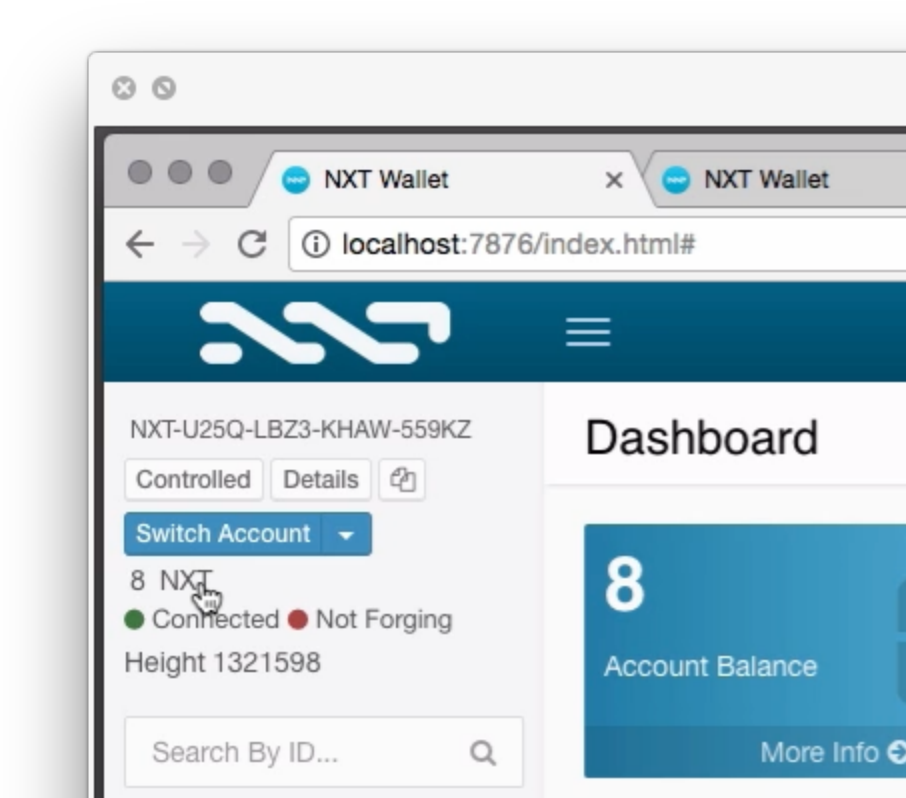 NXT Wallet NXT Wallet
localhost:7876/index.html#
NXT
NXT-U25Q-LBZ3-KHAW-559KZ
Dashboard
Controlled Details
Switch Account
8 NXT
Connected Not Forging
Height 1321598
Search By ID...
8
Account Balance
More Info